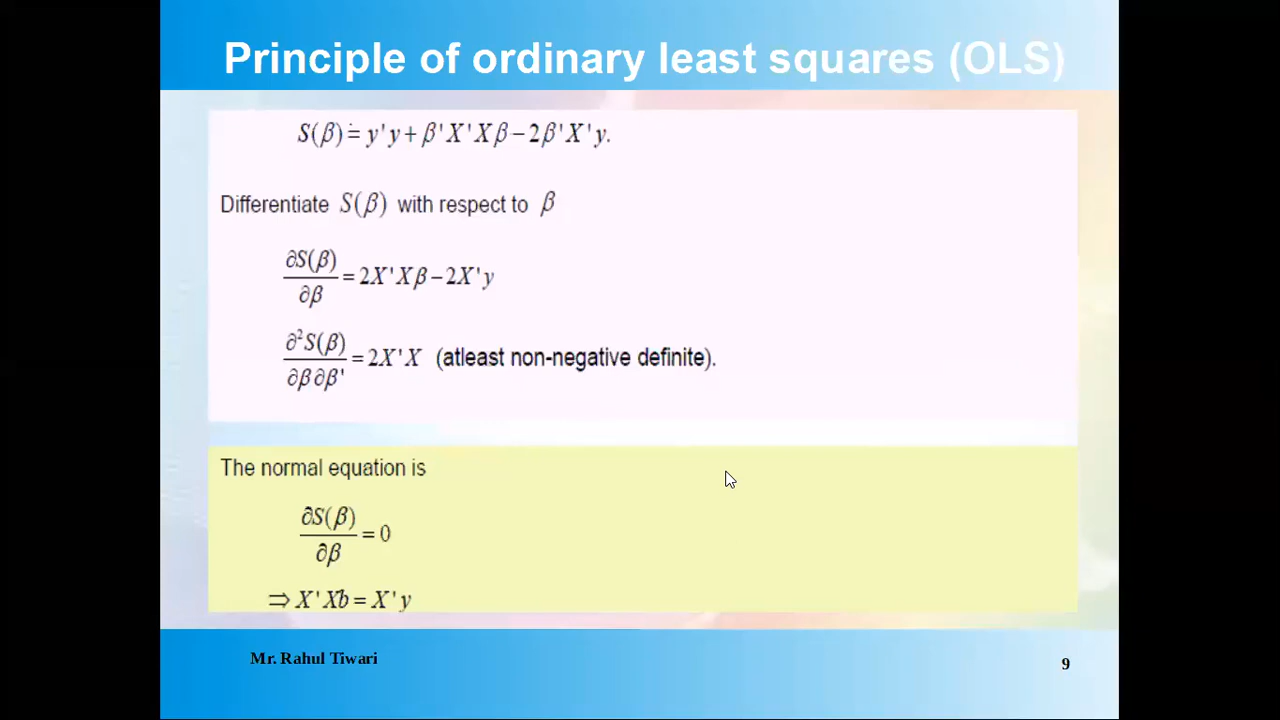 Principle of ordinary least squares (OLS)
S(β) = y'y + β'X'Xβ − 2β'X'y.
Differentiate S(β) with respect to β
∂S(β)/∂β = 2X'Xβ − 2X'y
∂²S(β)/∂β∂β' = 2X'X (atleast non-negative definite).
The normal equation is
∂S(β)/∂β = 0
⇒ X'Xb = X'y
Mr. Rahul Tiwari
9